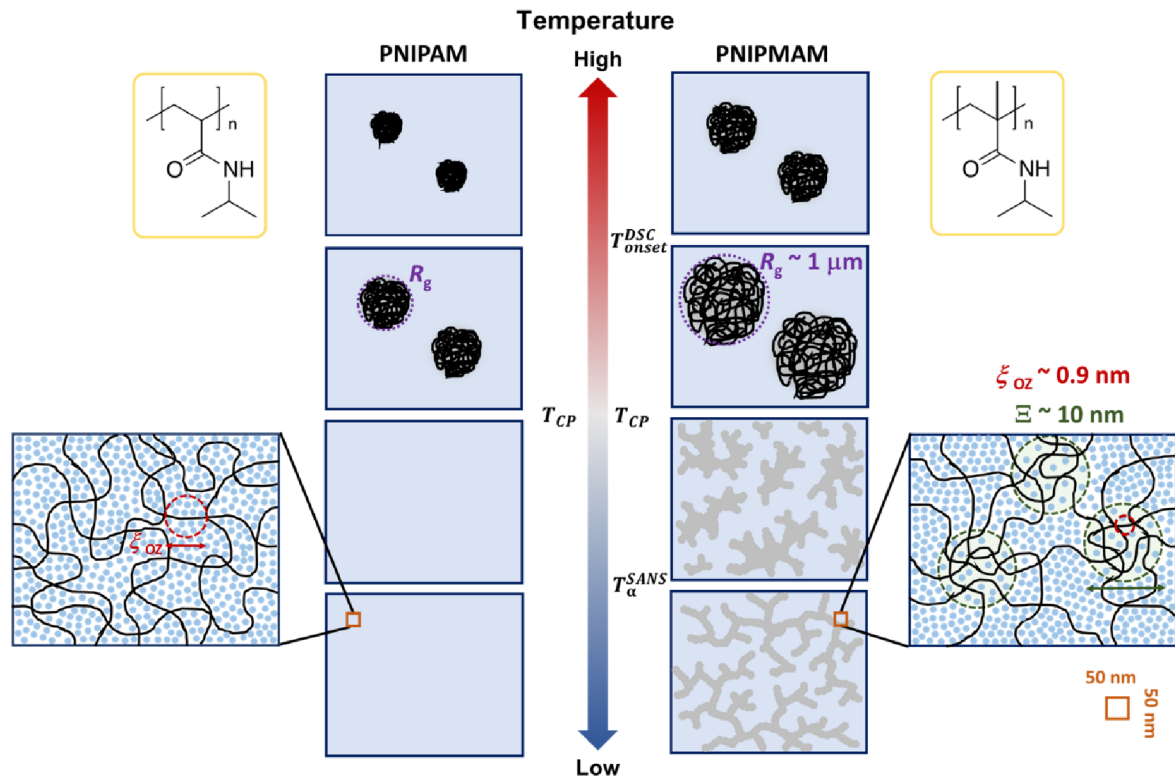 Temperature
PNIPAM
High
PNIPMAM
n
O
NH
n
O
NH
T_onset^DSC
R_g
R_g ~ 1 μm
ξ_OZ ~ 0.9 nm
Ξ ~ 10 nm
T_CP
T_CP
ξ_OZ
T_α^SANS
50 nm
50 nm
Low